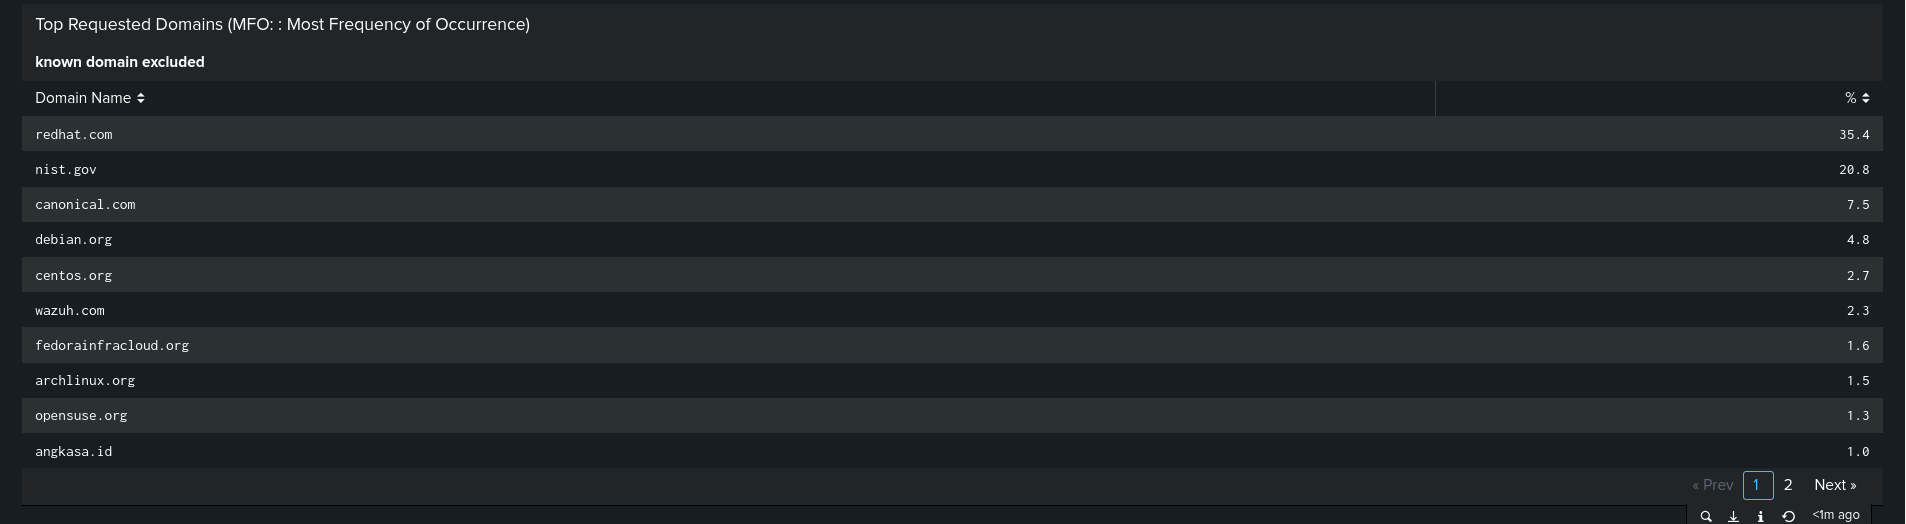 Top Requested Domains (MFO: : Most Frequency of Occurrence)
known domain excluded
Domain Name %
redhat.com 35.4
nist.gov 20.8
canonical.com 7.5
debian.org 4.8
centos.org 2.7
wazuh.com 2.3
fedorainfracloud.org 1.6
archlinux.org 1.5
opensuse.org 1.3
angkasa.id 1.0
« Prev 1 2 Next »
<1m ago